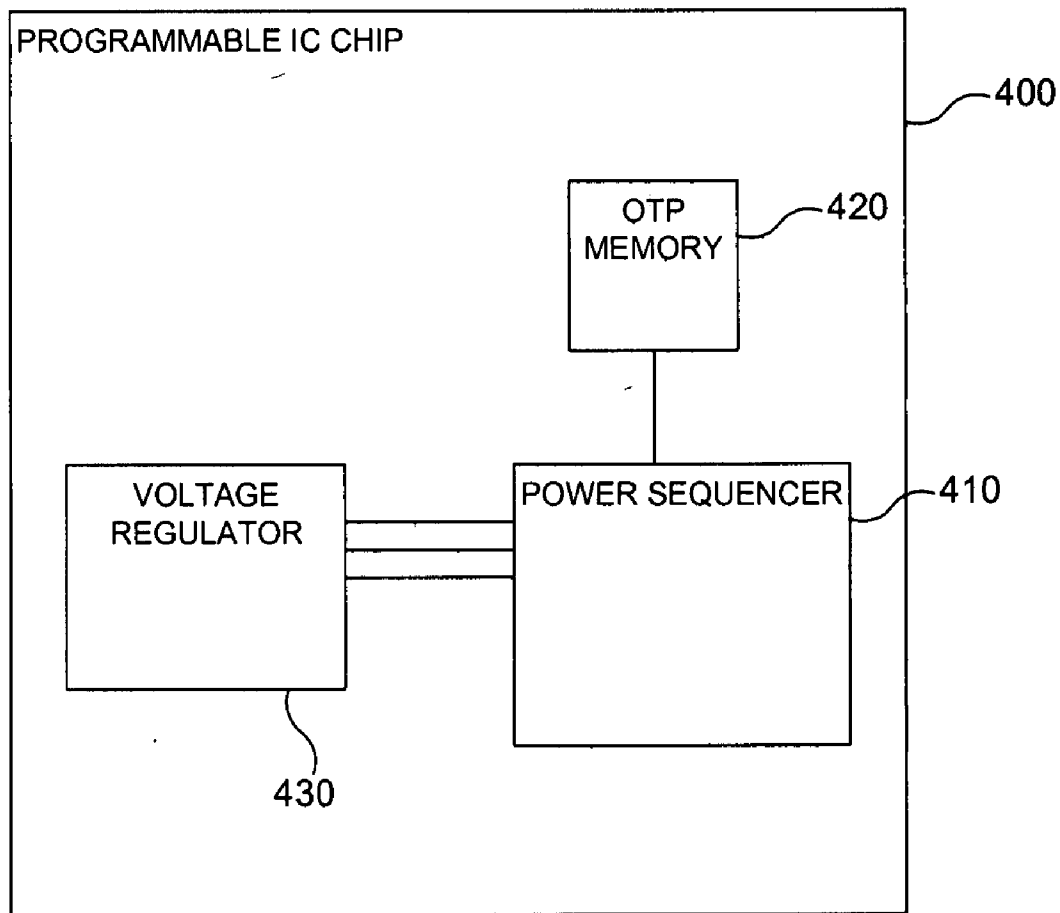 PROGRAMMABLE IC CHIP
400
OTP
MEMORY
420
VOLTAGE
REGULATOR
POWER SEQUENCER
410
430